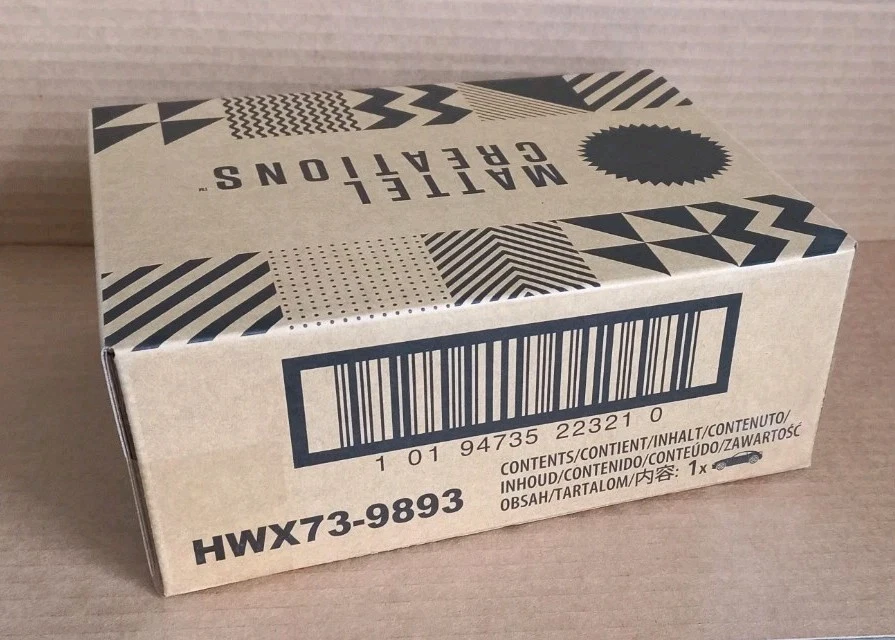 MATTEL
CREATIONS™
1 01 94735 22321 0
HWX73-9893
CONTENTS/CONTIENT/INHALT/CONTENUTO/
INHOUD/CONTENIDO/CONTEÚDO/ZAWARTOŚĆ
OBSAH/TARTALOM/内容: 1x